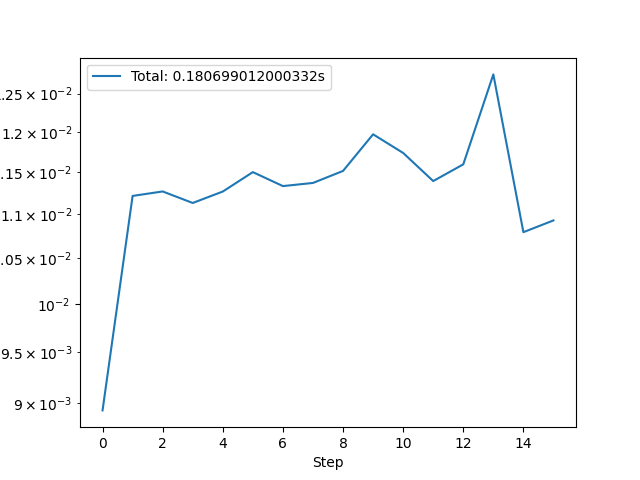 Total: 0.180699012000332s
.25 × 10⁻²
1.2 × 10⁻²
.15 × 10⁻²
1.1 × 10⁻²
.05 × 10⁻²
10⁻²
9.5 × 10⁻³
9 × 10⁻³
0 2 4 6 8 10 12 14
Step